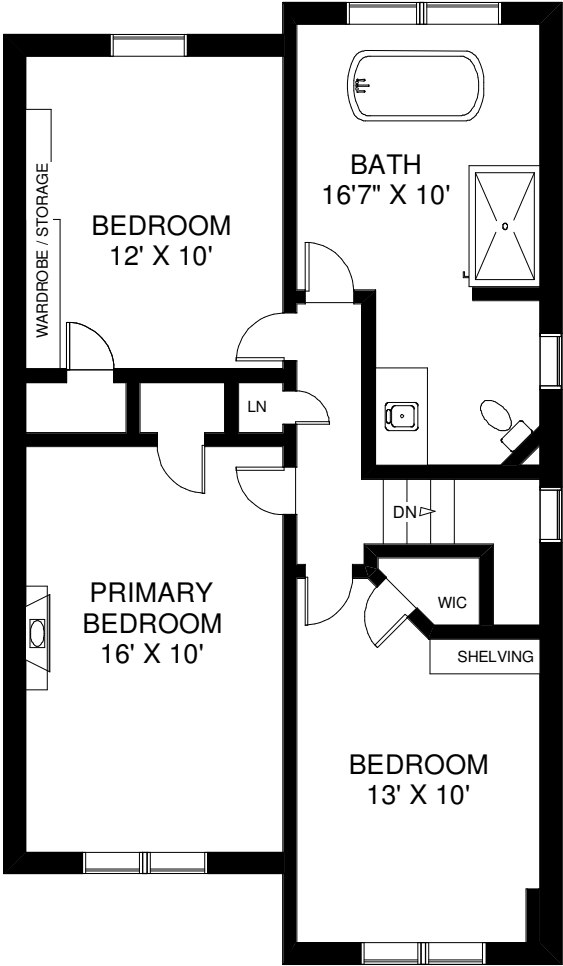 BATH
16'7" X 10'
WARDROBE / STORAGE
BEDROOM
12' X 10'
LN
DN
PRIMARY
BEDROOM
16' X 10'
WIC
SHELVING
BEDROOM
13' X 10'